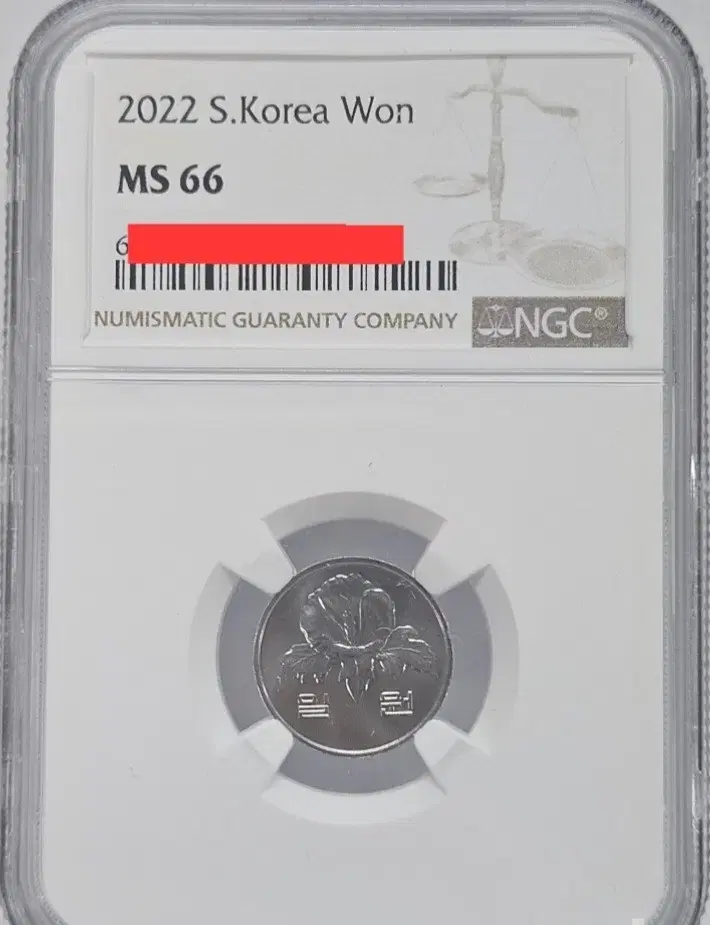 2022 S.Korea Won
MS 66
6
NUMISMATIC GUARANTY COMPANY
NGC®
일 원